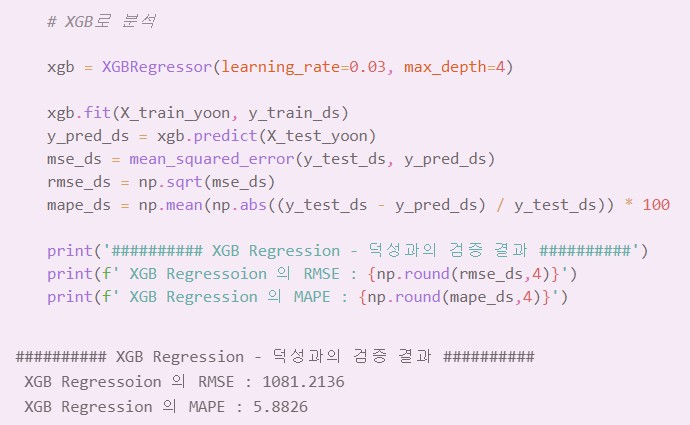 # XGB로 분석
xgb = XGBRegressor(learning_rate=0.03, max_depth=4)
xgb.fit(X_train_yoon, y_train_ds)
y_pred_ds = xgb.predict(X_test_yoon)
mse_ds = mean_squared_error(y_test_ds, y_pred_ds)
rmse_ds = np.sqrt(mse_ds)
mape_ds = np.mean(np.abs((y_test_ds - y_pred_ds) / y_test_ds)) * 100
print('########## XGB Regression - 덕성과의 검증 결과 ##########')
print(f' XGB Regressoion 의 RMSE : {np.round(rmse_ds,4)}')
print(f' XGB Regression 의 MAPE : {np.round(mape_ds,4)}')
########## XGB Regression - 덕성과의 검증 결과 ##########
XGB Regressoion 의 RMSE : 1081.2136
XGB Regression 의 MAPE : 5.8826